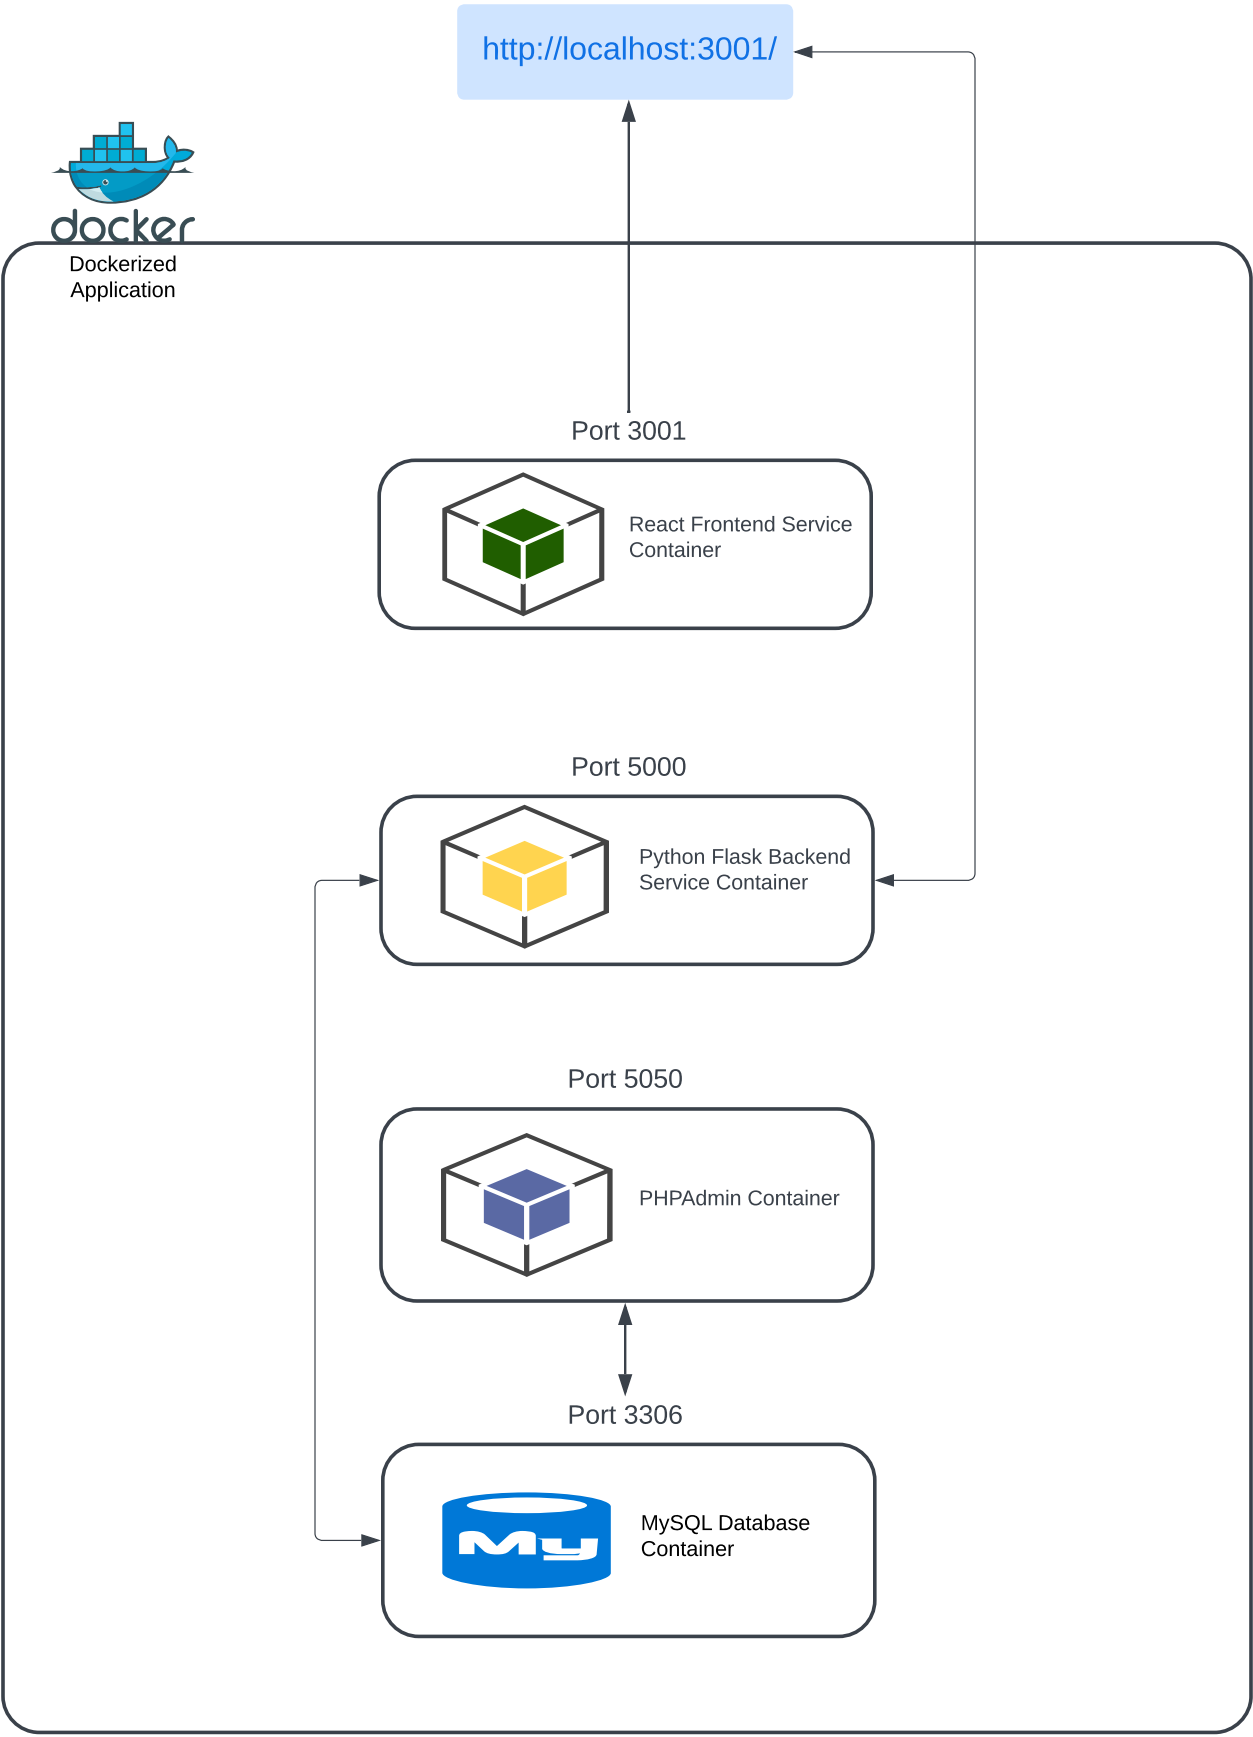 http://localhost:3001/
docker
Dockerized
Application
Port 3001
React Frontend Service
Container
Port 5000
Python Flask Backend
Service Container
Port 5050
PHPAdmin Container
Port 3306
My
MySQL Database
Container